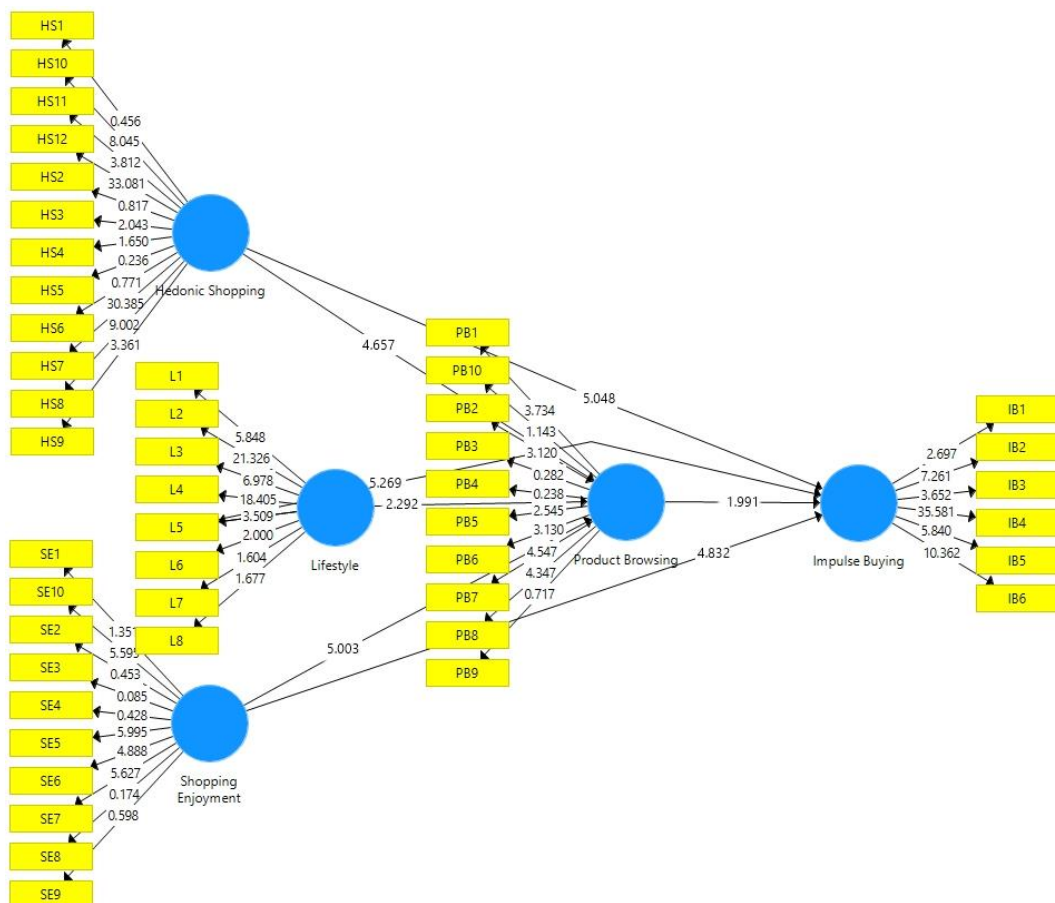 HS1
HS10
HS11
HS12
HS2
HS3
HS4
HS5
HS6
HS7
HS8
HS9
0.456
8.045
3.812
33.081
0.817
2.043
1.650
0.236
0.771
30.385
9.002
3.361
Hedonic Shopping
4.657
5.048
L1
L2
L3
L4
L5
L6
L7
L8
5.848
21.326
6.978
18.405
3.509
2.000
1.604
1.677
Lifestyle
5.269
2.292
PB1
PB10
PB2
PB3
PB4
PB5
PB6
PB7
PB8
PB9
3.734
1.143
3.120
0.282
0.238
2.545
3.130
4.547
4.347
0.717
Product Browsing
1.991
4.832
IB1
IB2
IB3
IB4
IB5
IB6
2.697
7.261
3.652
35.581
5.840
10.362
Impulse Buying
SE1
SE10
SE2
SE3
SE4
SE5
SE6
SE7
SE8
SE9
1.351
5.595
0.453
0.085
0.428
5.995
4.888
5.627
0.174
0.598
Shopping
Enjoyment
5.003